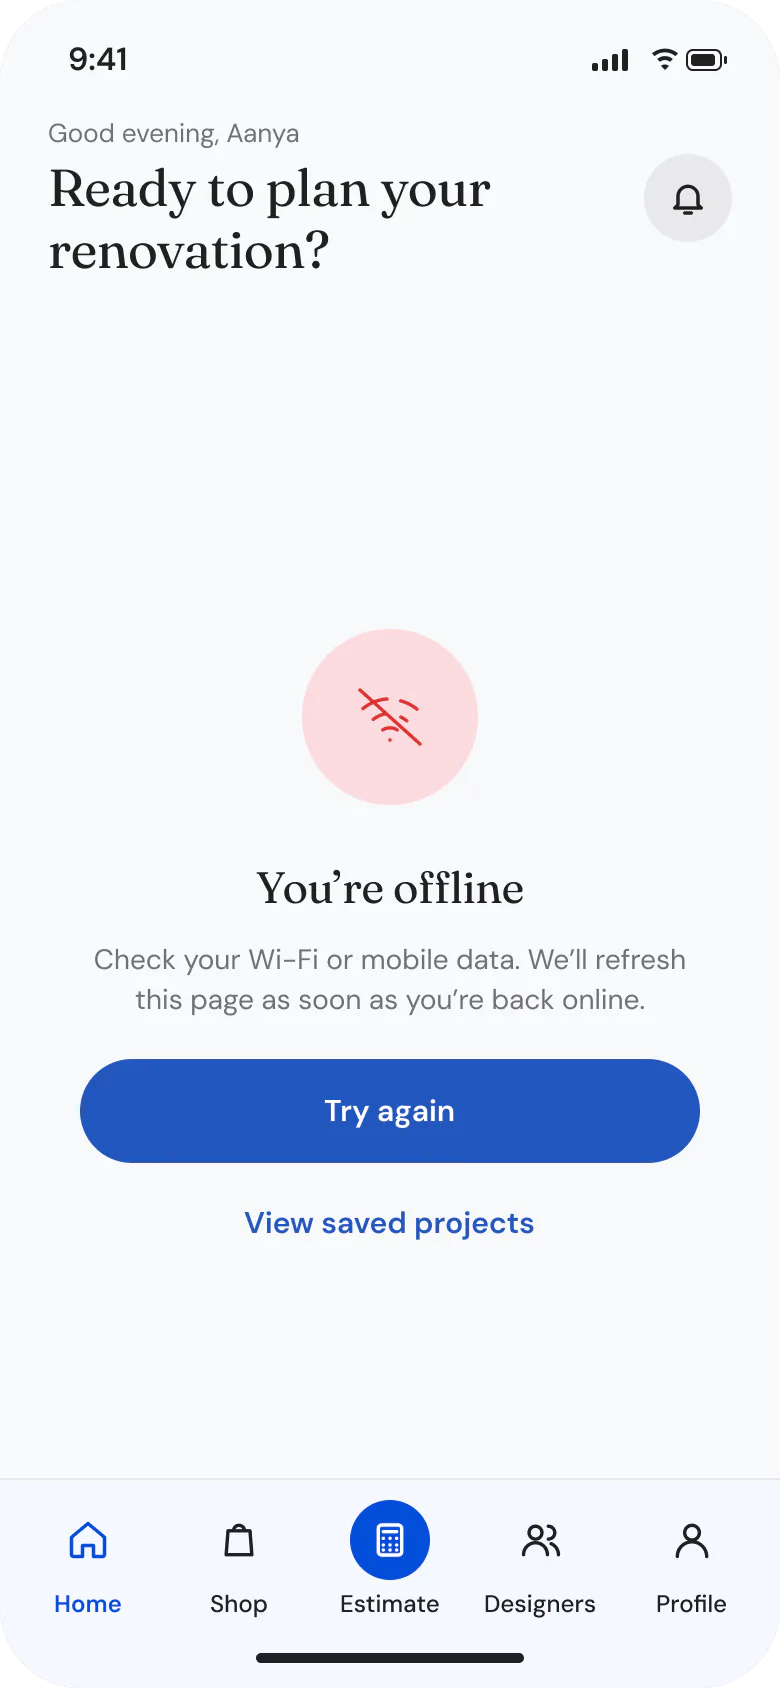 9:41
Good evening, Aanya
Ready to plan your
renovation?
You’re offline
Check your Wi-Fi or mobile data. We’ll refresh
this page as soon as you’re back online.
Try again
View saved projects
Home
Shop
Estimate
Designers
Profile